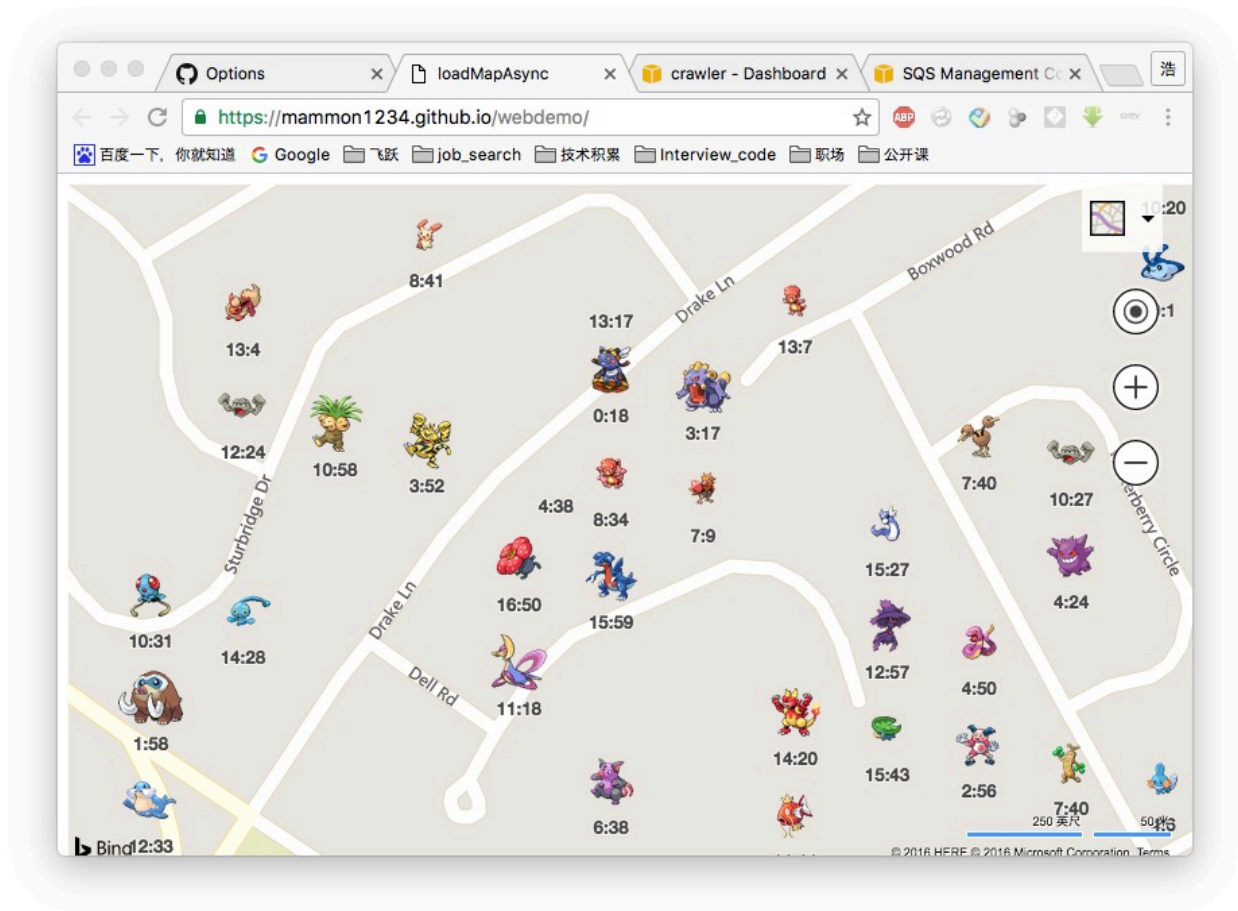 Options
loadMapAsync
crawler - Dashboard
SQS Management Co
浩
https://mammon1234.github.io/webdemo/
ABP
百度一下，你就知道
Google
飞跃
job_search
技术积累
Interview_code
职场
公开课
10:20
8:41
Boxwood Rd
Drake Ln
:1
13:17
13:4
13:7
0:18
3:17
12:24
10:58
3:52
7:40
10:27
4:38
8:34
7:9
Sturbridge Dr
erberry Circle
15:27
16:50
15:59
4:24
Drake Ln
10:31
14:28
12:57
Dell Rd
11:18
4:50
1:58
14:20
15:43
2:56
7:40
6:38
250 英尺
Bing
12:33
© 2016 HERE © 2016 Microsoft Corporation, Terms